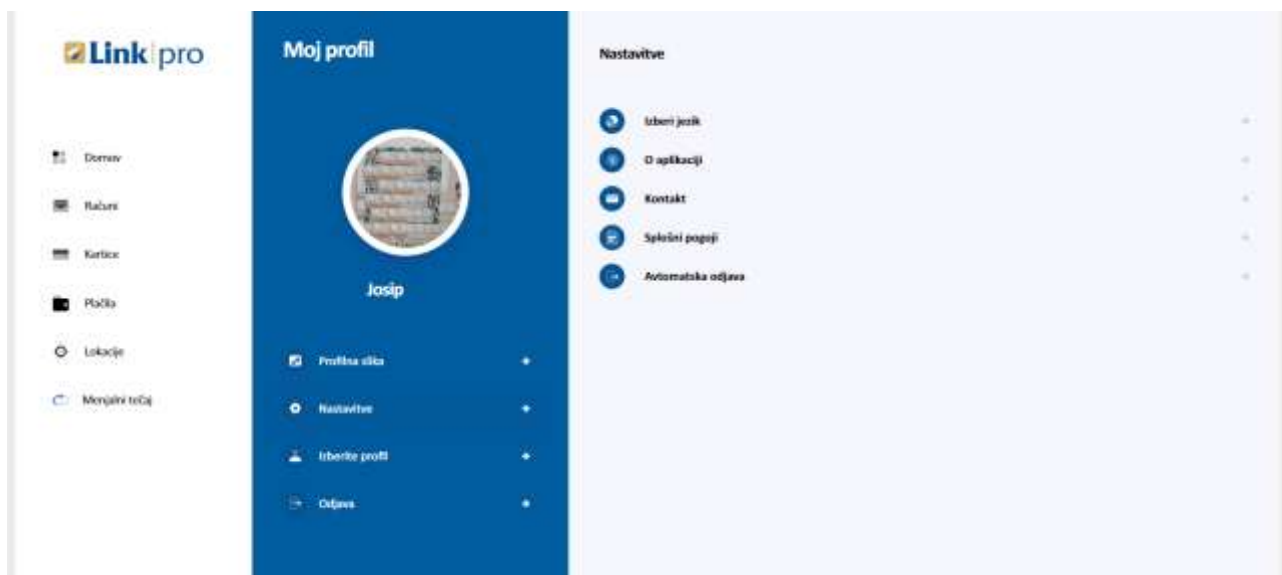 Link pro
Domov
Računi
Kartice
Plačila
Lokacije
Menjalni tečaj
Moj profil
Josip
Profilna slika
Nastavitve
Izberite profil
Odjava
Nastavitve
Izberi jezik
O aplikaciji
Kontakt
Splošni pogoji
Avtomatska odjava